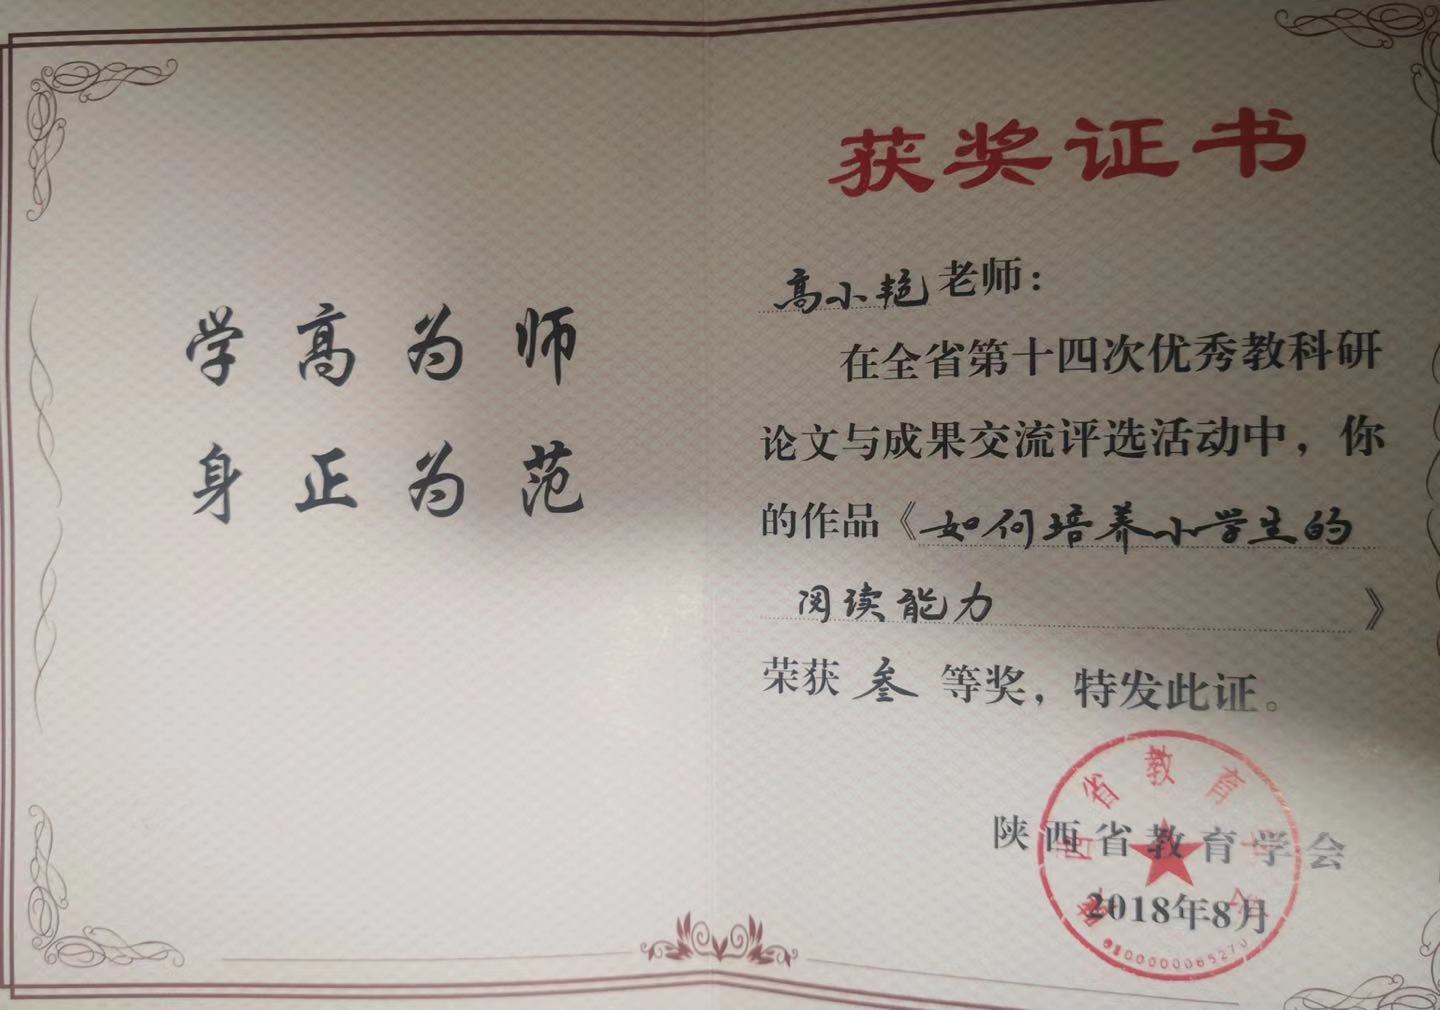 学高为师
身正为范
获奖证书
高小艳老师：
在全省第十四次优秀教科研
论文与成果交流评选活动中，你
的作品《如何培养小学生的
阅读能力》
荣获叁等奖，特发此证。
陕西省教育学会
2018年8月